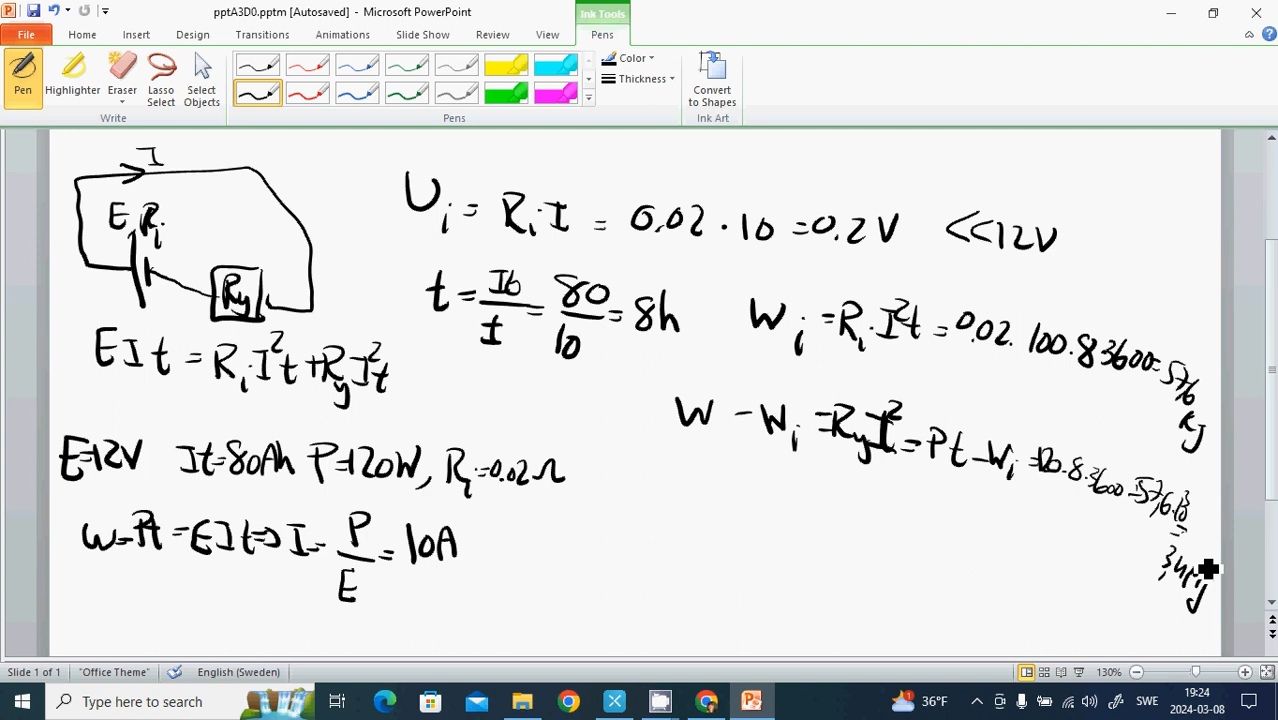 pptA3D0.pptm [Autosaved] - Microsoft PowerPoint
Ink Tools
File Home Insert Design Transitions Animations Slide Show Review View Pens
Pen Highlighter Eraser Lasso Select Select Objects
Color
Thickness
Convert to Shapes
Write Pens Ink Art
I
E Ri
Ry
Ui = Ri I = 0.02 · 10 = 0.2V <<12V
t = It/I = 80/10 = 8h
Wi = Ri·I²t = 0.02·100·8·3600=576 kJ
EIt = Ri·I²t+RyI²t
W - Wi = RyI²t = Pt - Wi = 120·8·3600-57,6·10³ =
E=12V It=80Ah P=120W, Ri=0.02Ω
W=Pt = EIt => I = P/E = 10A
Slide 1 of 1 "Office Theme" English (Sweden) 130%
Type here to search
36°F
SWE
19:24
2024-03-08